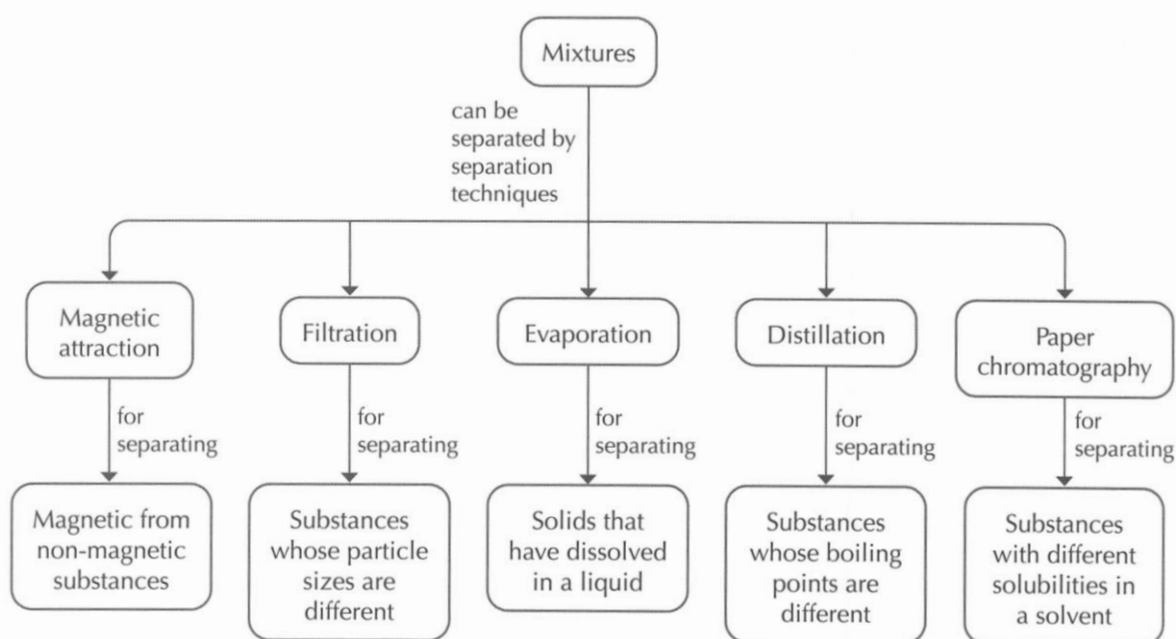 Mixtures
can be
separated by
separation
techniques
Magnetic
attraction
Filtration
Evaporation
Distillation
Paper
chromatography
for
separating
for
separating
for
separating
for
separating
for
separating
Magnetic from
non-magnetic
substances
Substances
whose particle
sizes are
different
Solids that
have dissolved
in a liquid
Substances
whose boiling
points are
different
Substances
with different
solubilities in
a solvent